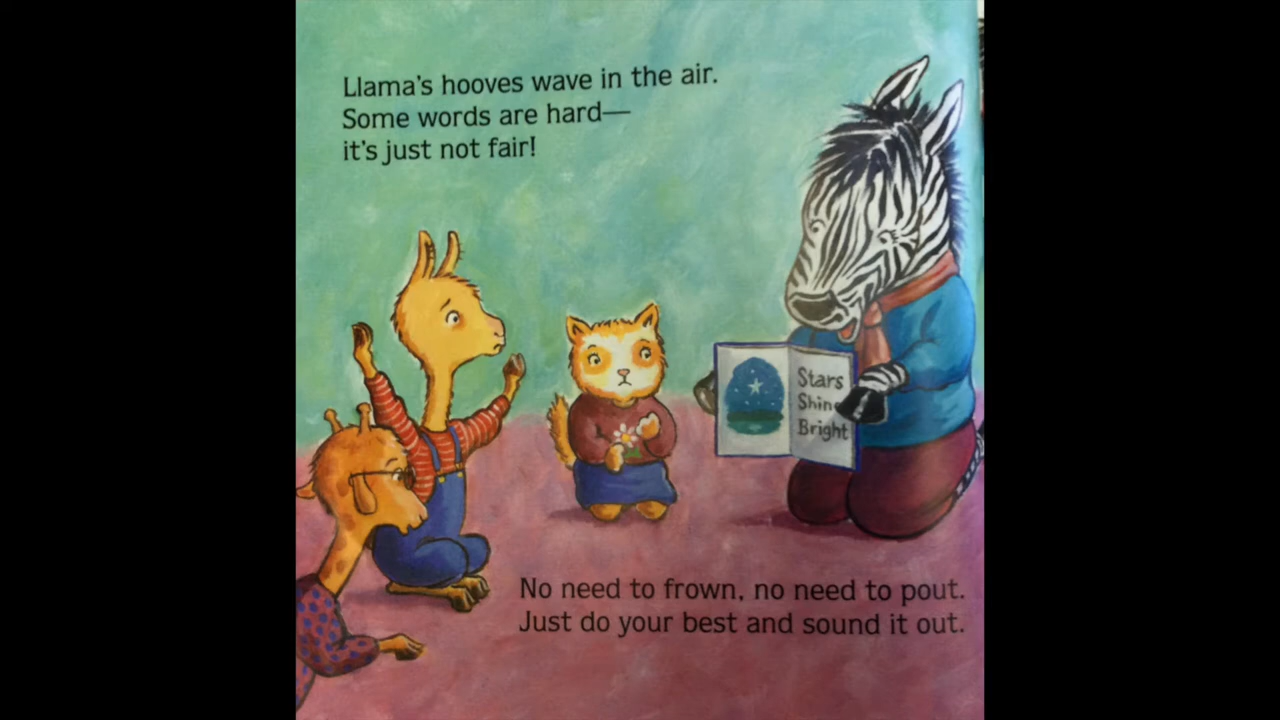 Llama's hooves wave in the air.
Some words are hard—
it's just not fair!
Stars
Shin
Bright
No need to frown, no need to pout.
Just do your best and sound it out.